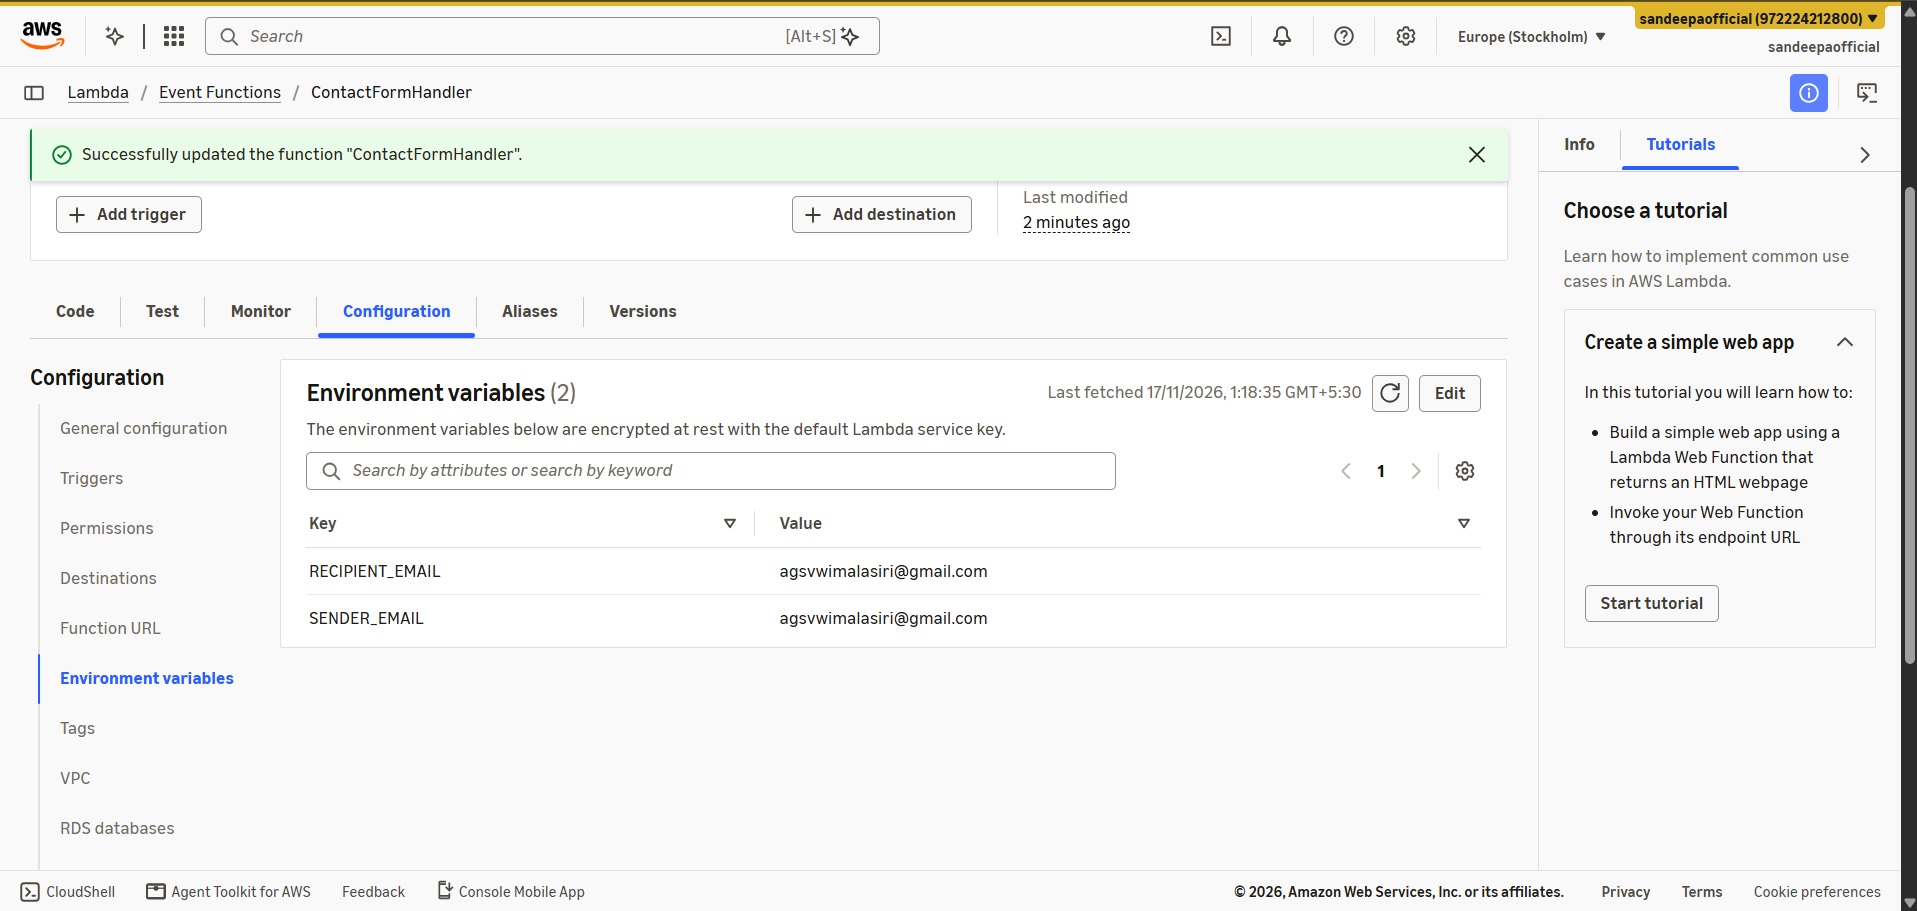 aws
Search [Alt+S]
Europe (Stockholm)
sandeepaofficial (972224212800)
sandeepaofficial
Lambda / Event Functions / ContactFormHandler
Successfully updated the function "ContactFormHandler".
Add trigger
Add destination
Last modified
2 minutes ago
Code Test Monitor Configuration Aliases Versions
Configuration
General configuration
Triggers
Permissions
Destinations
Function URL
Environment variables
Tags
VPC
RDS databases
Environment variables (2)
Last fetched 17/11/2026, 1:18:35 GMT+5:30
Edit
The environment variables below are encrypted at rest with the default Lambda service key.
Search by attributes or search by keyword
1
Key Value
RECIPIENT_EMAIL agsvwimalasiri@gmail.com
SENDER_EMAIL agsvwimalasiri@gmail.com
Info Tutorials
Choose a tutorial
Learn how to implement common use
cases in AWS Lambda.
Create a simple web app
In this tutorial you will learn how to:
• Build a simple web app using a
Lambda Web Function that
returns an HTML webpage
• Invoke your Web Function
through its endpoint URL
Start tutorial
CloudShell Agent Toolkit for AWS Feedback Console Mobile App
© 2026, Amazon Web Services, Inc. or its affiliates. Privacy Terms Cookie preferences